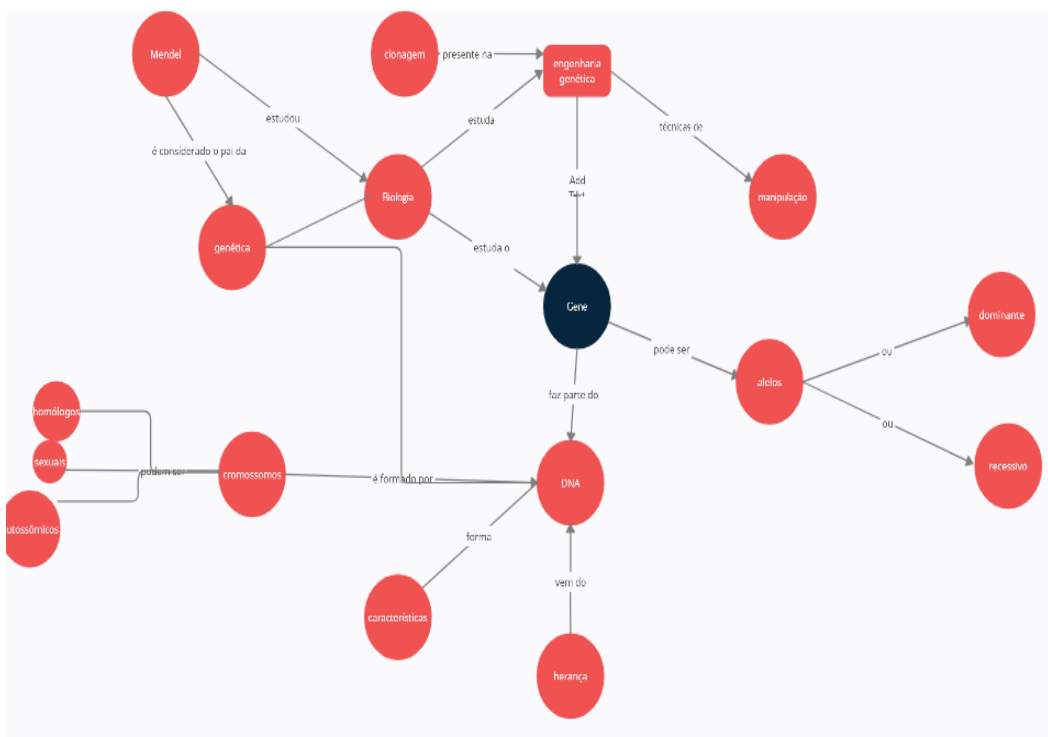 Mendel
clonagem
presente na
engenharia
genética
estudou
estuda
técnicas de
é considerado o pai da
Add
Biologia
manipulação
genética
estuda o
Gene
dominante
pode ser
ou
alelos
faz parte do
homólogos
ou
sexuais
podem ser
cromossomos
é formado por
DNA
recessivo
utossômicos
forma
vem do
características
herança